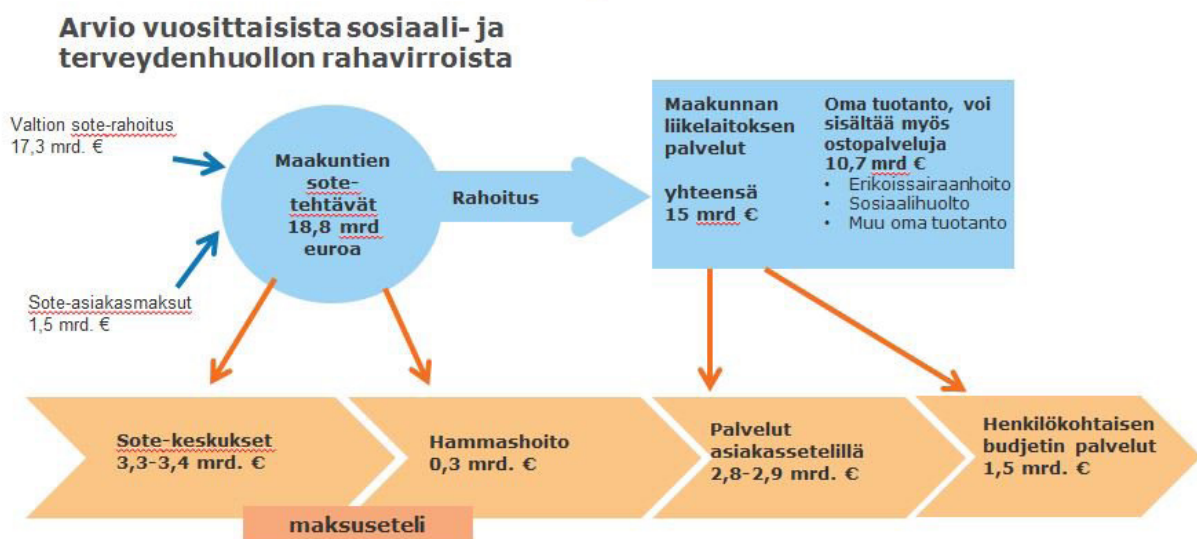 Arvio vuosittaisista sosiaali- ja
terveydenhuollon rahavirroista
Valtion sote-rahoitus
17,3 mrd. €
Sote-asiakasmaksut
1,5 mrd. €
Maakuntien
sote-
tehtävät
18,8 mrd
euroa
Rahoitus
Maakunnan
liikelaitoksen
palvelut
yhteensä
15 mrd €
Oma tuotanto, voi
sisältää myös
ostopalveluja
10,7 mrd €
• Erikoissairaanhoito
• Sosiaalihuolto
• Muu oma tuotanto
Sote-keskukset
3,3-3,4 mrd. €
Hammashoito
0,3 mrd. €
Palvelut
asiakassetelillä
2,8-2,9 mrd. €
Henkilökohtaisen
budjetin palvelut
1,5 mrd. €
maksuseteli